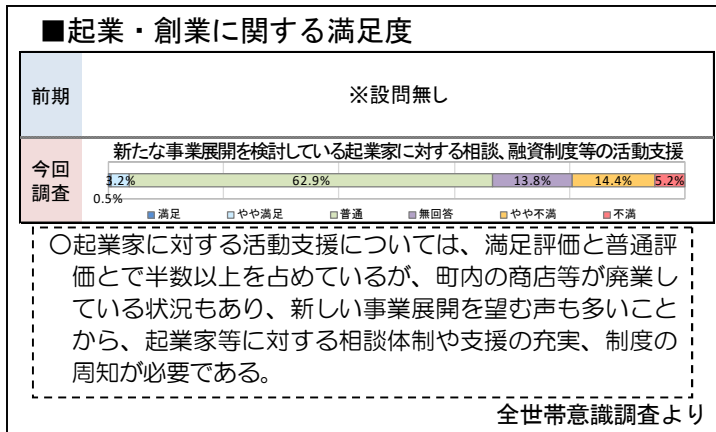 ■起業・創業に関する満足度
前期
※設問無し
今回
調査
新たな事業展開を検討している起業家に対する相談、融資制度等の活動支援
3.2% 62.9% 13.8% 14.4% 5.2%
0.5%
■満足 □やや満足 □普通 ■無回答 □やや不満 ■不満
〇起業家に対する活動支援については、満足評価と普通評
価とで半数以上を占めているが、町内の商店等が廃業し
ている状況もあり、新しい事業展開を望む声も多いこと
から、起業家等に対する相談体制や支援の充実、制度の
周知が必要である。
全世帯意識調査より